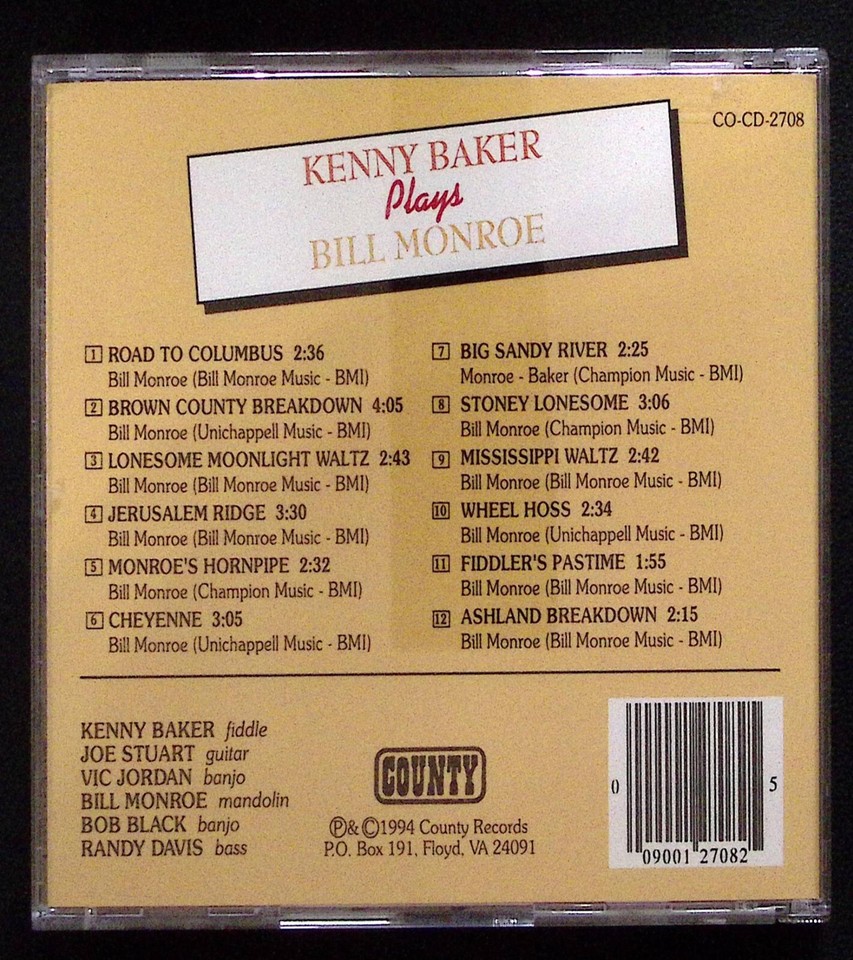 CO-CD-2708
KENNY BAKER
Plays
BILL MONROE
1 ROAD TO COLUMBUS 2:36
Bill Monroe (Bill Monroe Music - BMI)
2 BROWN COUNTY BREAKDOWN 4:05
Bill Monroe (Unichappell Music - BMI)
3 LONESOME MOONLIGHT WALTZ 2:43
Bill Monroe (Bill Monroe Music - BMI)
4 JERUSALEM RIDGE 3:30
Bill Monroe (Bill Monroe Music - BMI)
5 MONROE'S HORNPIPE 2:32
Bill Monroe (Champion Music - BMI)
6 CHEYENNE 3:05
Bill Monroe (Unichappell Music - BMI)
7 BIG SANDY RIVER 2:25
Monroe - Baker (Champion Music - BMI)
8 STONEY LONESOME 3:06
Bill Monroe (Champion Music - BMI)
9 MISSISSIPPI WALTZ 2:42
Bill Monroe (Bill Monroe Music - BMI)
10 WHEEL HOSS 2:34
Bill Monroe (Unichappell Music - BMI)
11 FIDDLER'S PASTIME 1:55
Bill Monroe (Bill Monroe Music - BMI)
12 ASHLAND BREAKDOWN 2:15
Bill Monroe (Bill Monroe Music - BMI)
KENNY BAKER fiddle
JOE STUART guitar
VIC JORDAN banjo
BILL MONROE mandolin
BOB BLACK banjo
RANDY DAVIS bass
COUNTY
℗&©1994 County Records
P.O. Box 191, Floyd, VA 24091
0 09001 27082 5